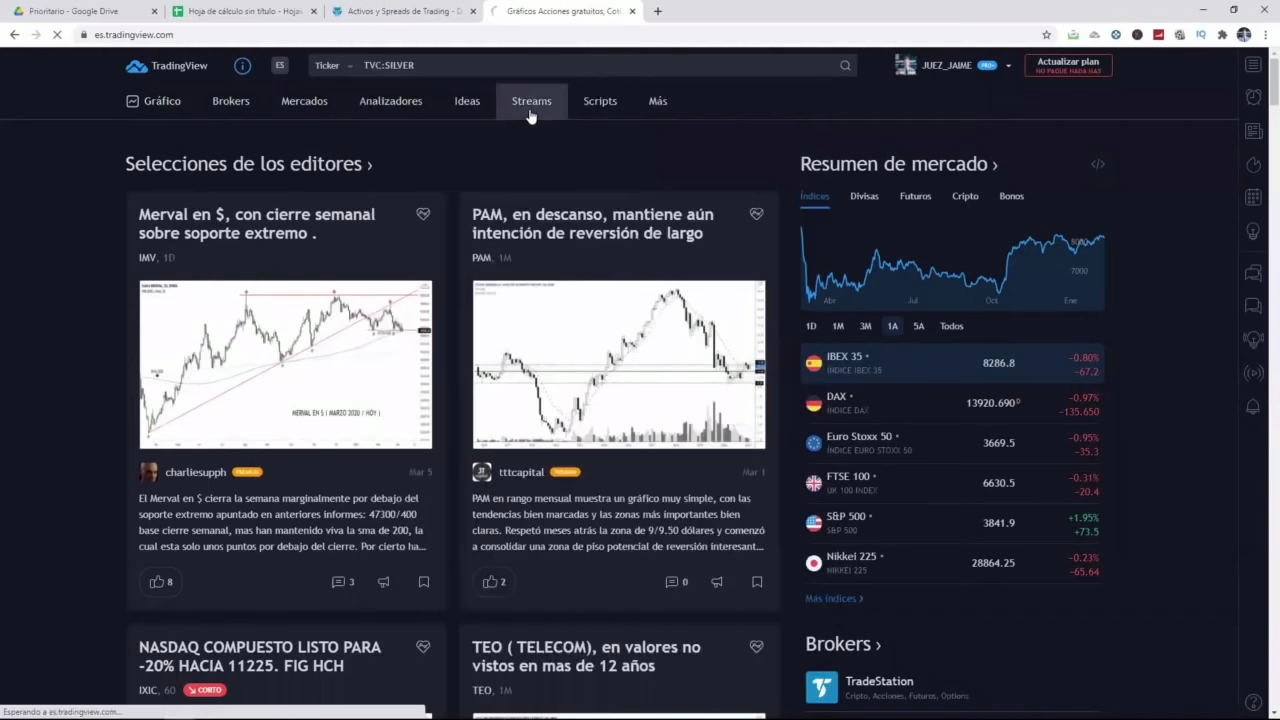 Prioritario - Google Drive
Hoja de cálculo sin título - Hojas
Activos y Spreads de Trading - D
Gráficos Acciones gratuitos, Coti
es.tradingview.com
TradingView
ES
Ticker
TVC:SILVER
JUEZ_JAIME
PRO+
Actualizar plan
NO PAGUE NADA MÁS
Gráfico
Brokers
Mercados
Analizadores
Ideas
Streams
Scripts
Más
Selecciones de los editores ›
Merval en $, con cierre semanal
sobre soporte extremo .
IMV, 1D
MERVAL EN $ ( MARZO 2020 / HOY )
charliesupph
PREMIUM
Mar 5
El Merval en $ cierra la semana marginalmente por debajo del
soporte extremo apuntado en anteriores informes: 47300/400
base cierre semanal, mas han mantenido viva la sma de 50, la
cual esta solo unos puntos por debajo del cierre. Por cierto ha...
8
3
PAM, en descanso, mantiene aún
intención de reversión de largo
PAM, 1M
tttcapital
PREMIUM
Mar 1
PAM en rango mensual muestra un gráfico muy simple, con las
tendencias bien marcadas y las zonas más importantes bien
claras. Respetó meses atrás la zona de 9/9.50 dólares y comenzó
a consolidar una zona de piso potencial de reversión interesant...
2
0
NASDAQ COMPUESTO LISTO PARA
-20% HACIA 11225. FIG HCH
IXIC, 60
CORTO
TEO ( TELECOM), en valores no
vistos en mas de 12 años
TEO, 1M
Resumen de mercado ›
Índices
Divisas
Futuros
Cripto
Bonos
8000
7000
Abr
Jul
Oct
Ene
1D
1M
3M
1A
5A
Todos
IBEX 35
8286.8
−0.80%
ÍNDICE IBEX 35
−67.2
DAX
13920.690
D
−0.97%
ÍNDICE DAX
−135.650
Euro Stoxx 50
3669.5
−0.95%
ÍNDICE EURO STOXX 50
−35.3
FTSE 100
6630.5
−0.31%
UK 100 INDEX
−20.4
S&P 500
3841.9
+1.95%
S&P 500
+73.5
Nikkei 225
28864.25
−0.23%
NIKKEI 225
−65.64
Más índices ›
Brokers ›
TradeStation
Cripto, Acciones, Futuros, Options
Esperando a es.tradingview.com...